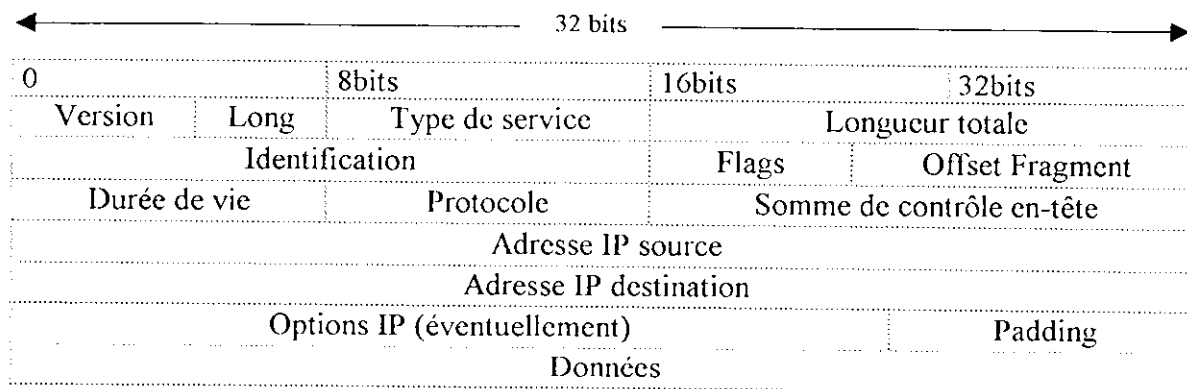 32 bits
0 8bits 16bits 32bits
Version Long Type de service Longueur totale
Identification Flags Offset Fragment
Durée de vie Protocole Somme de contrôle en-tête
Adresse IP source
Adresse IP destination
Options IP (éventuellement) Padding
Données